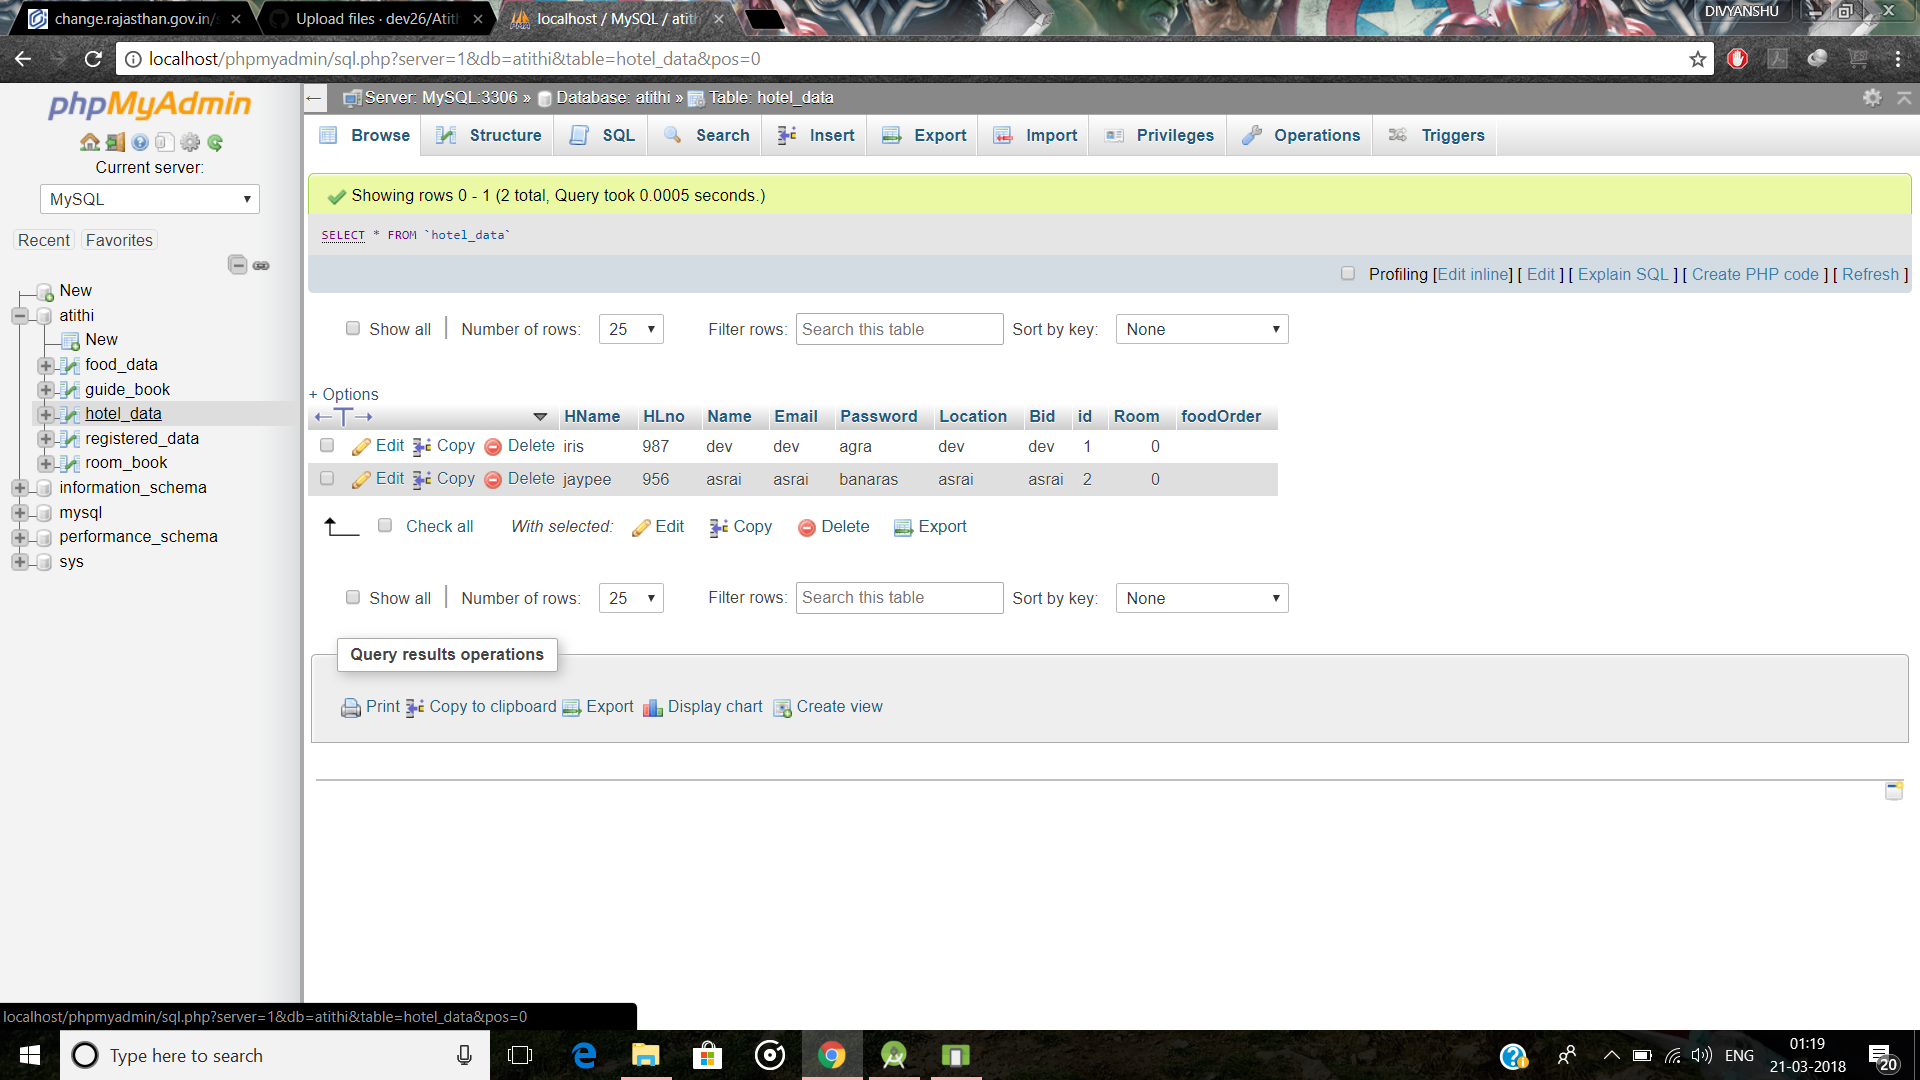 change.rajasthan.gov.in/s
Upload files · dev26/Atith
localhost / MySQL / atith
DIVYANSHU
localhost/phpmyadmin/sql.php?server=1&db=atithi&table=hotel_data&pos=0
phpMyAdmin
Current server:
MySQL
Recent Favorites
New
atithi
New
food_data
guide_book
hotel_data
registered_data
room_book
information_schema
mysql
performance_schema
sys
Server: MySQL:3306 » Database: atithi » Table: hotel_data
Browse Structure SQL Search Insert Export Import Privileges Operations Triggers
Showing rows 0 - 1 (2 total, Query took 0.0005 seconds.)
SELECT * FROM `hotel_data`
Profiling [Edit inline] [ Edit ] [ Explain SQL ] [ Create PHP code ] [ Refresh ]
Show all Number of rows: 25 Filter rows: Search this table Sort by key: None
+ Options
HName HLno Name Email Password Location Bid id Room foodOrder
Edit Copy Delete iris 987 dev dev agra dev dev 1 0
Edit Copy Delete jaypee 956 asrai asrai banaras asrai asrai 2 0
Check all With selected: Edit Copy Delete Export
Show all Number of rows: 25 Filter rows: Search this table Sort by key: None
Query results operations
Print Copy to clipboard Export Display chart Create view
localhost/phpmyadmin/sql.php?server=1&db=atithi&table=hotel_data&pos=0
Type here to search
ENG
01:19
21-03-2018
20